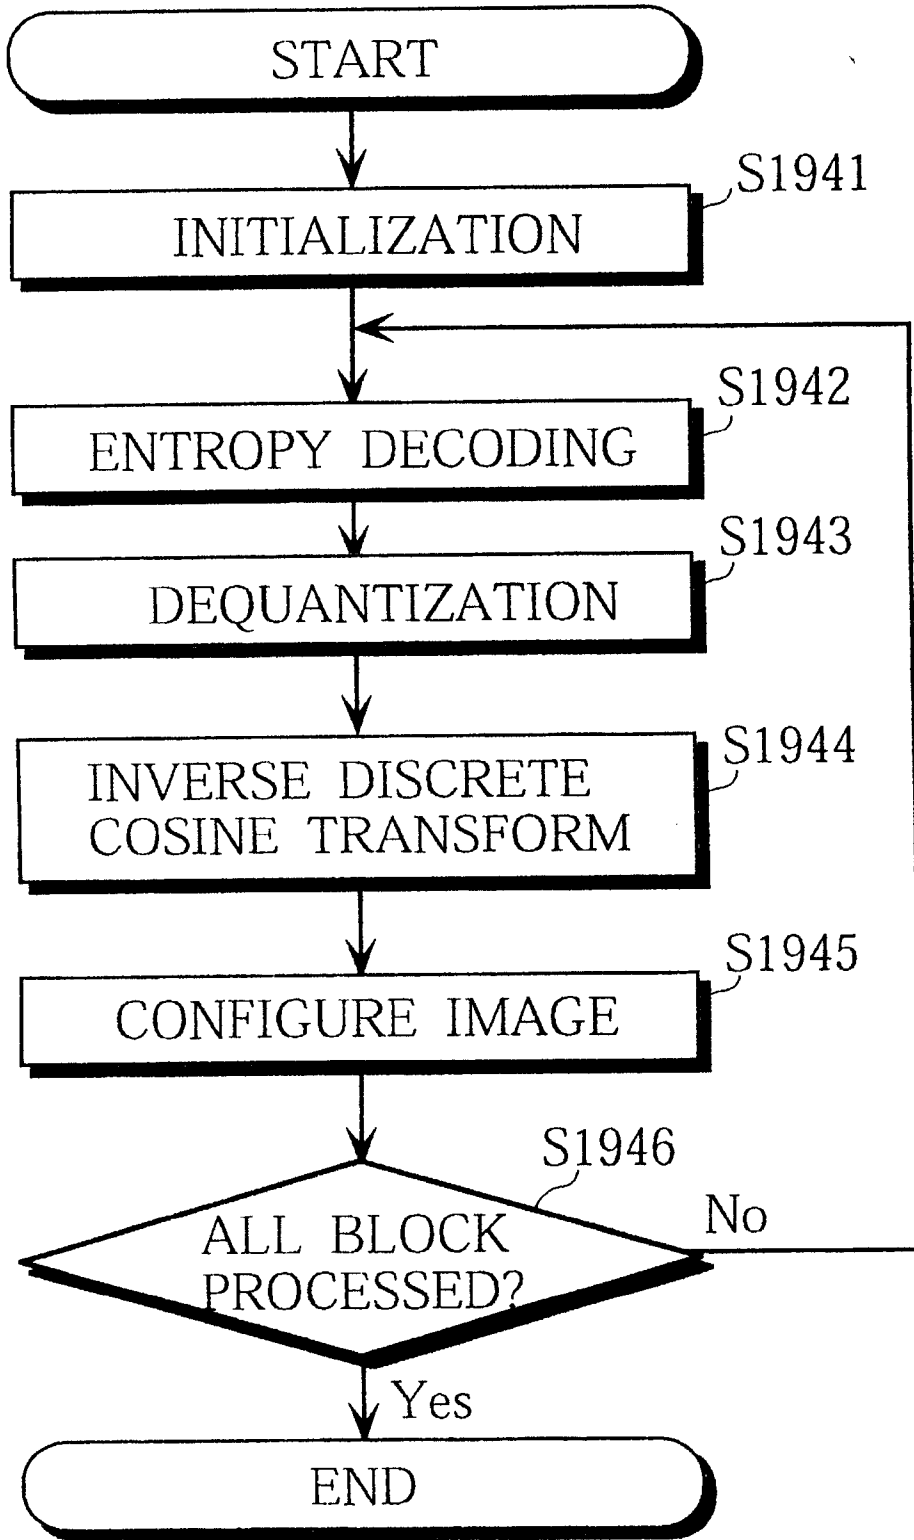 START
S1941
INITIALIZATION
S1942
ENTROPY DECODING
S1943
DEQUANTIZATION
S1944
INVERSE DISCRETE
COSINE TRANSFORM
S1945
CONFIGURE IMAGE
S1946
No
ALL BLOCK
PROCESSED?
Yes
END